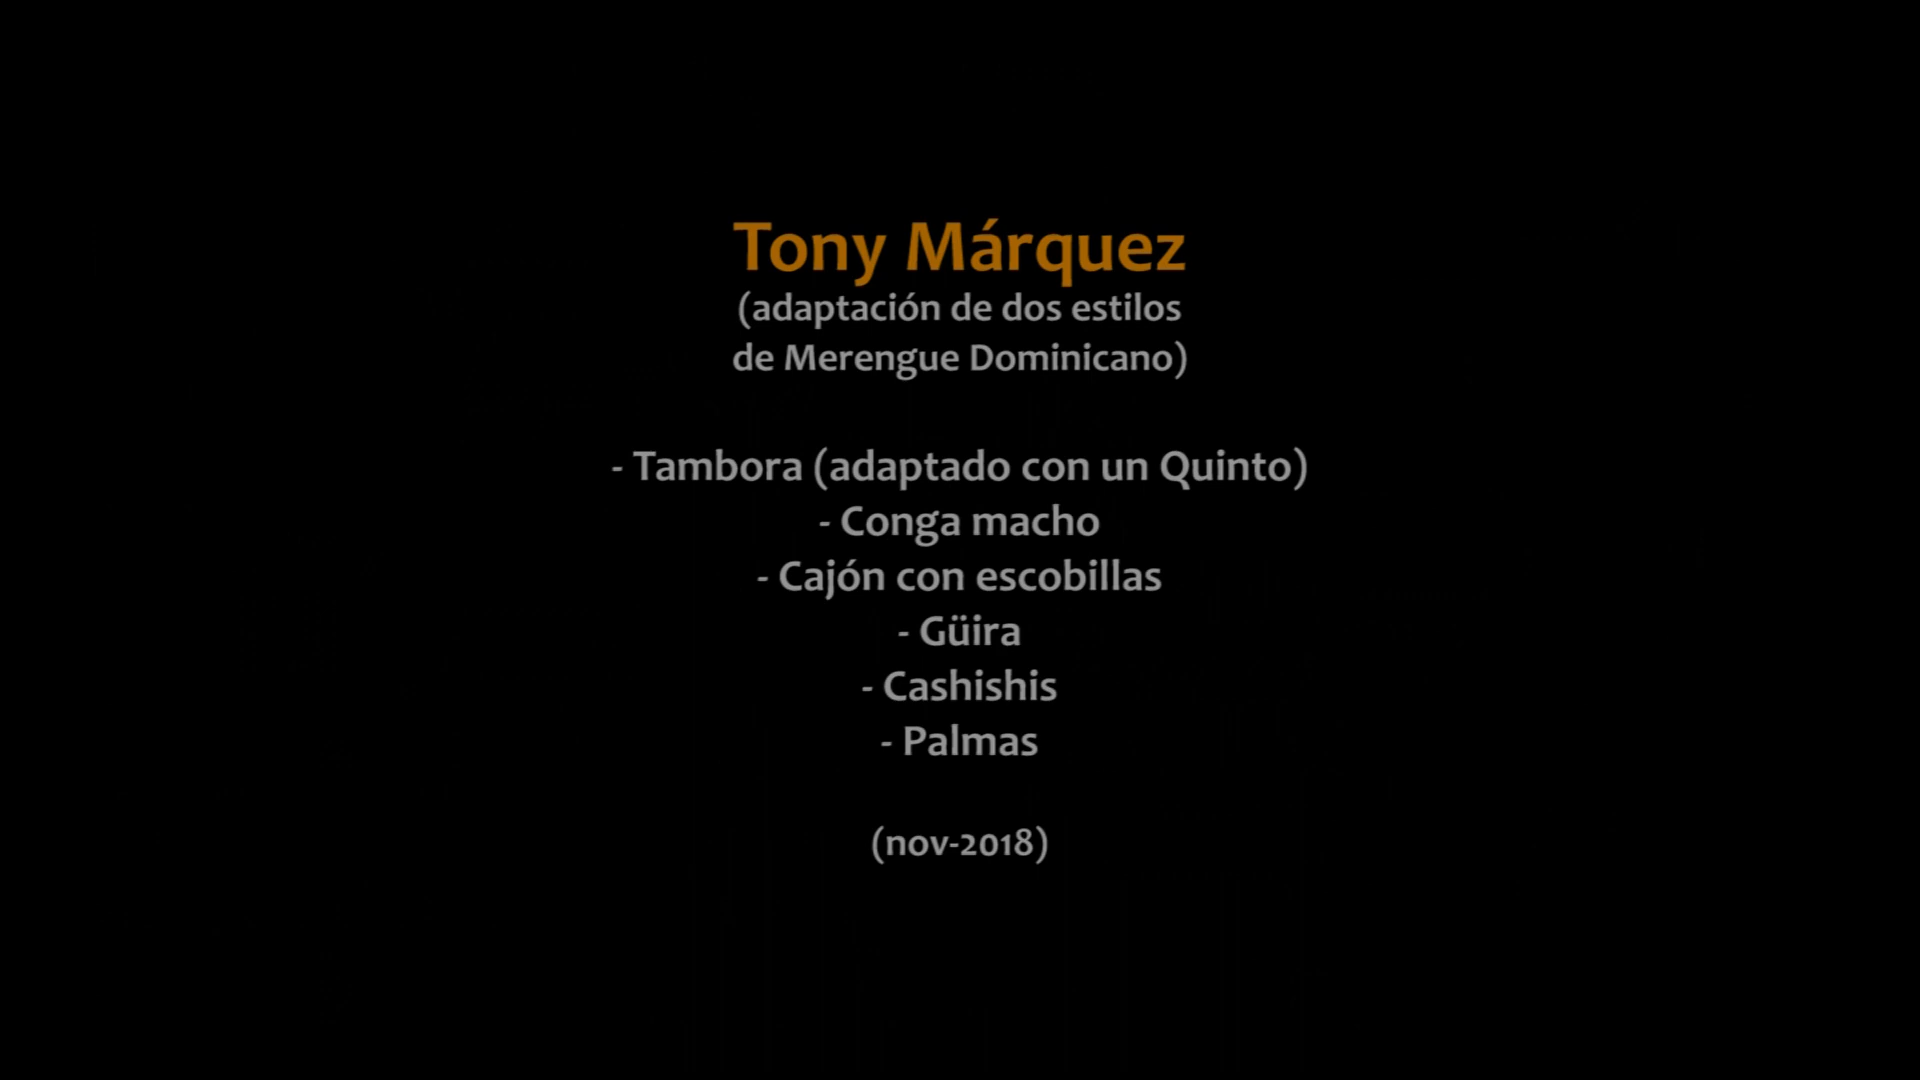 Tony Márquez
(adaptación de dos estilos
de Merengue Dominicano)
- Tambora (adaptado con un Quinto)
- Conga macho
- Cajón con escobillas
- Güira
- Cashishis
- Palmas
(nov-2018)